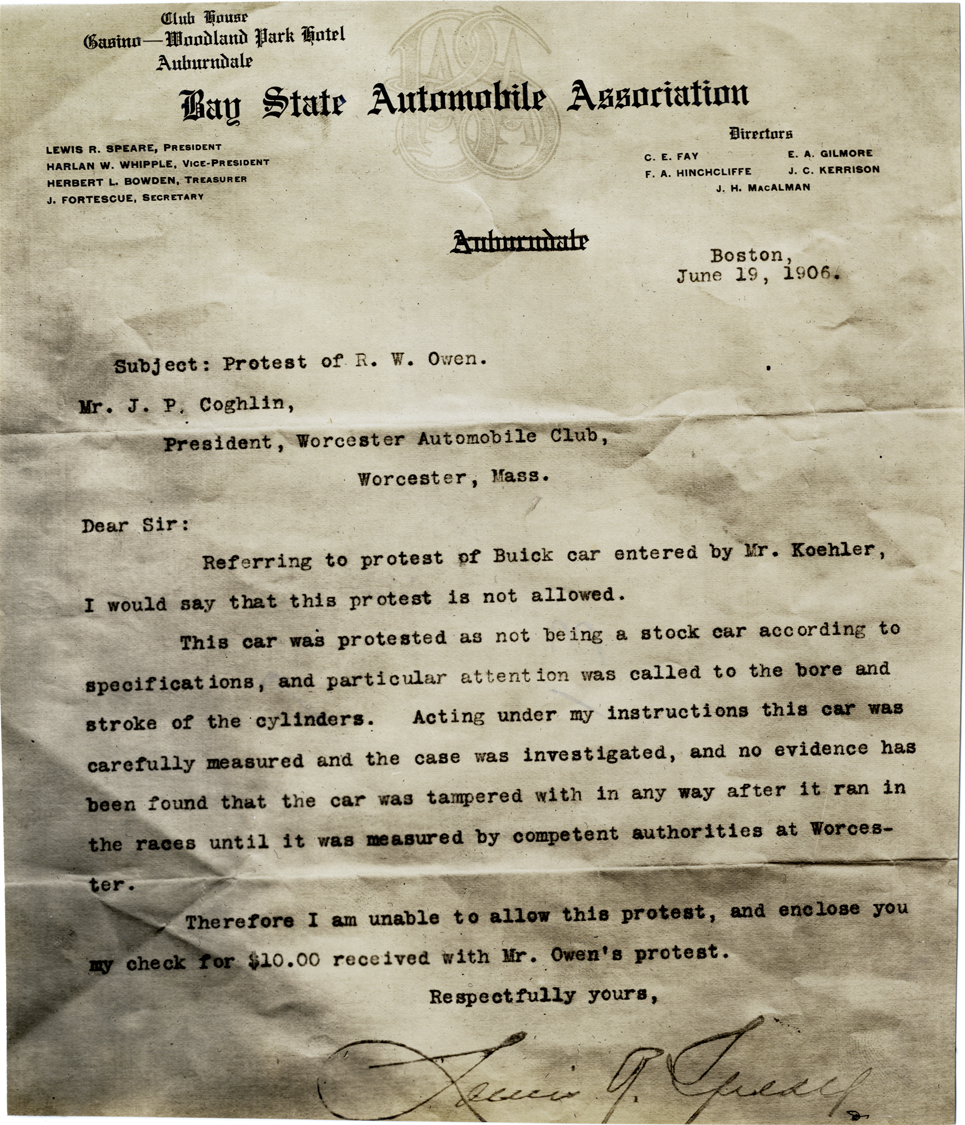 Club House
Casino—Woodland Park Hotel
Auburndale
Bay State Automobile Association
LEWIS R. SPEARE, PRESIDENT
HARLAN W. WHIPPLE, VICE-PRESIDENT
HERBERT L. BOWDEN, TREASURER
J. FORTESCUE, SECRETARY
Directors
C. E. FAY E. A. GILMORE
F. A. HINCHCLIFFE J. C. KERRISON
J. H. MACALMAN
Auburndale
Boston,
June 19, 1906.
Subject: Protest of R. W. Owen.
Mr. J. P. Coghlin,
President, Worcester Automobile Club,
Worcester, Mass.
Dear Sir:
Referring to protest of Buick car entered by Mr. Koehler,
I would say that this protest is not allowed.
This car was protested as not being a stock car according to
specifications, and particular attention was called to the bore and
stroke of the cylinders. Acting under my instructions this car was
carefully measured and the case was investigated, and no evidence has
been found that the car was tampered with in any way after it ran in
the races until it was measured by competent authorities at Worces-
ter.
Therefore I am unable to allow this protest, and enclose you
my check for $10.00 received with Mr. Owen's protest.
Respectfully yours,
Lewis R. Speare